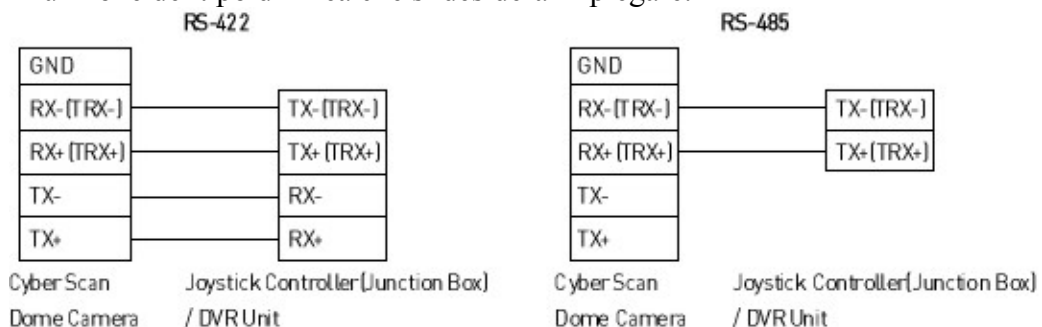 RS-422
GND
RX-(TRX-)
TX-(TRX-)
RX+(TRX+)
TX+(TRX+)
TX-
RX-
TX+
RX+
Cyber Scan
Dome Camera
Joystick Controller(Junction Box)
/ DVR Unit
RS-485
GND
RX-(TRX-)
TX-(TRX-)
RX+(TRX+)
TX+(TRX+)
TX-
TX+
Cyber Scan
Dome Camera
Joystick Controller(Junction Box)
/ DVR Unit